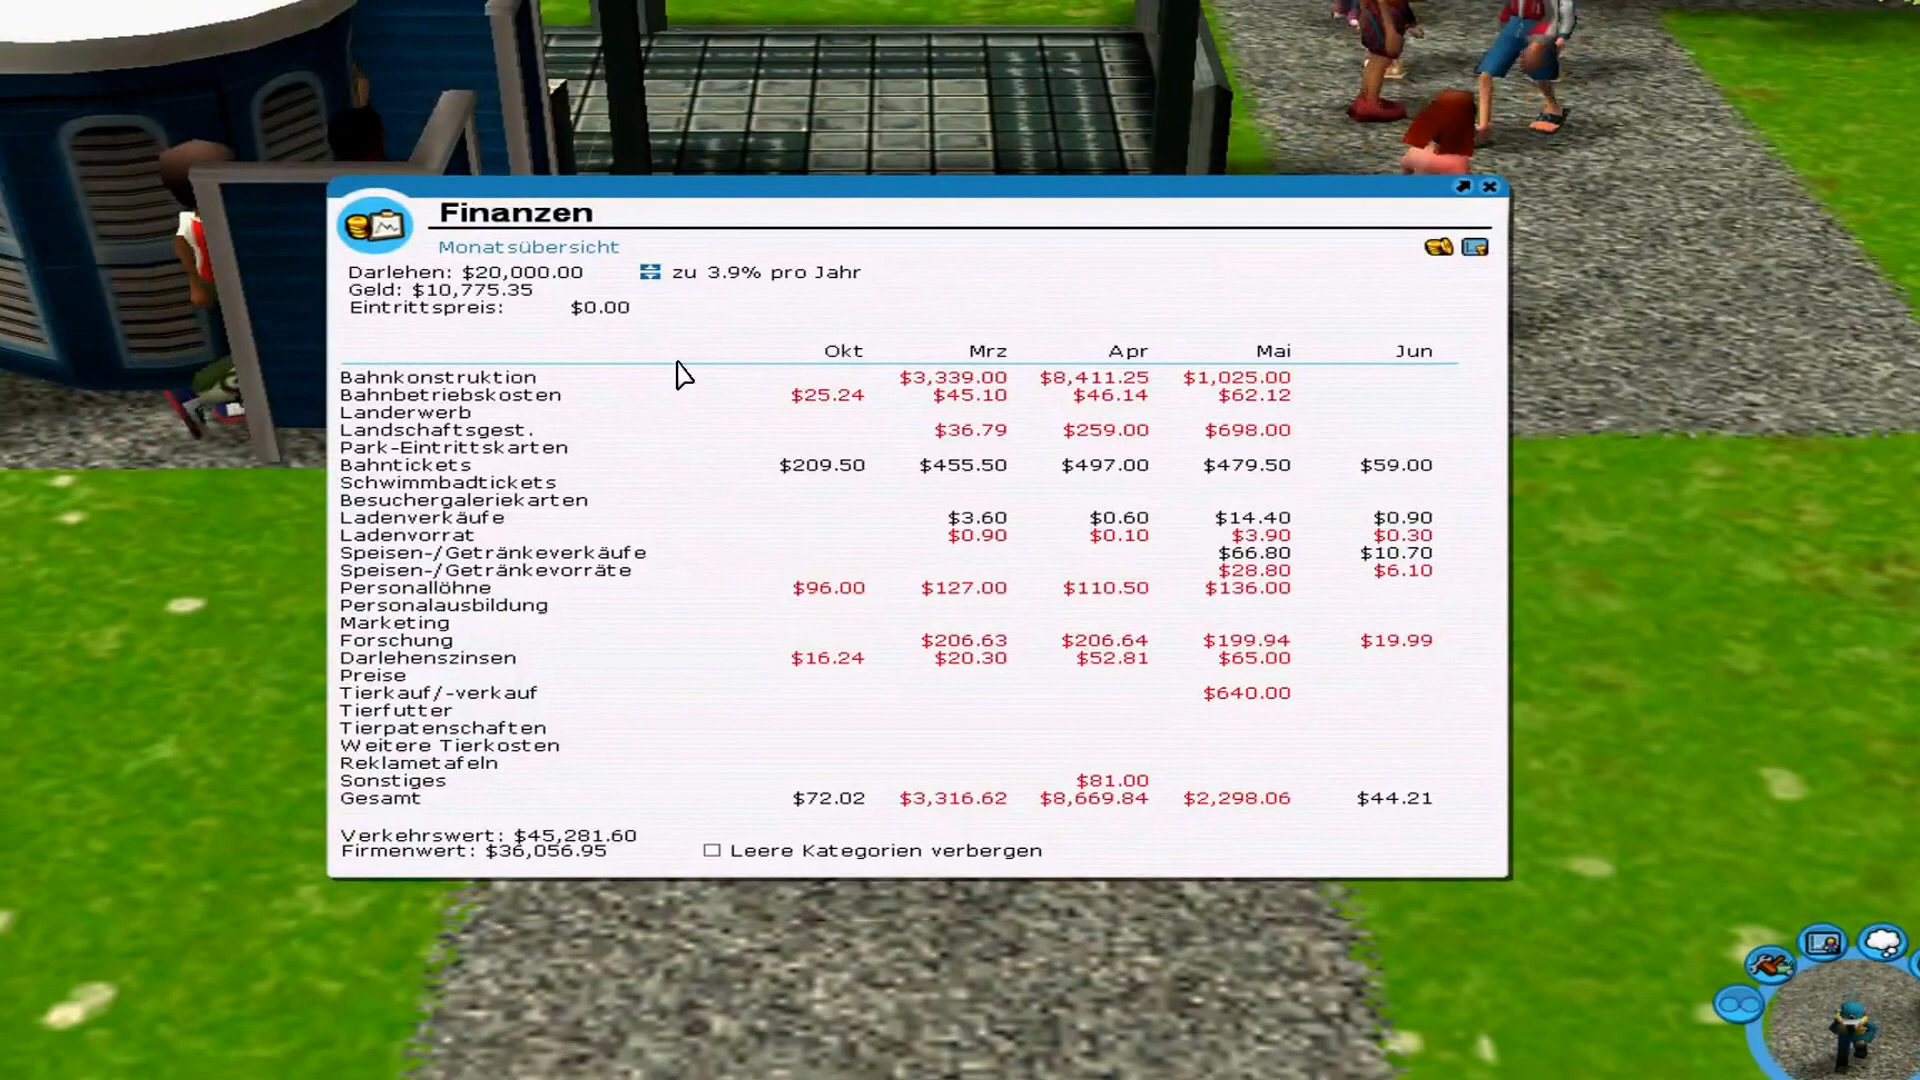 Finanzen
Monatsübersicht
Darlehen: $20,000.00 zu 3.9% pro Jahr
Geld: $10,775.35
Eintrittspreis: $0.00
Okt Mrz Apr Mai Jun
Bahnkonstruktion $3,339.00 $8,411.25 $1,025.00
Bahnbetriebskosten $25.24 $45.10 $46.14 $62.12
Landerwerb
Landschaftsgest. $36.79 $259.00 $698.00
Park-Eintrittskarten
Bahntickets $209.50 $455.50 $497.00 $479.50 $59.00
Schwimmbadtickets
Besuchergaleriekarten
Ladenverkäufe $3.60 $0.60 $14.40 $0.90
Ladenvorrat $0.90 $0.10 $3.90 $0.30
Speisen-/Getränkeverkäufe $66.80 $10.70
Speisen-/Getränkevorräte $28.80 $6.10
Personallöhne $96.00 $127.00 $110.50 $136.00
Personalausbildung
Marketing
Forschung $206.63 $206.64 $199.94 $19.99
Darlehenszinsen $16.24 $20.30 $52.81 $65.00
Preise
Tierkauf/-verkauf $640.00
Tierfutter
Tierpatenschaften
Weitere Tierkosten
Reklametafeln
Sonstiges $81.00
Gesamt $72.02 $3,316.62 $8,669.84 $2,298.06 $44.21
Verkehrswert: $45,281.60
Firmenwert: $36,056.95 Leere Kategorien verbergen